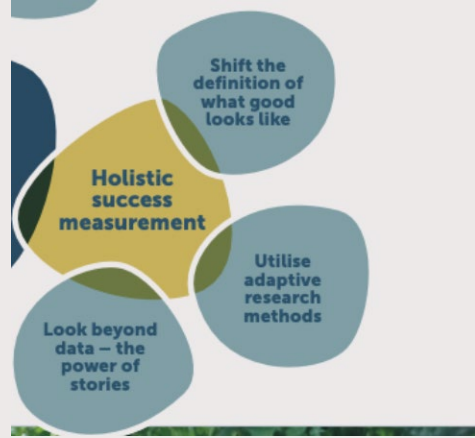 Shift the
definition of
what good
looks like
Holistic
success
measurement
Utilise
adaptive
research
methods
Look beyond
data – the
power of
stories